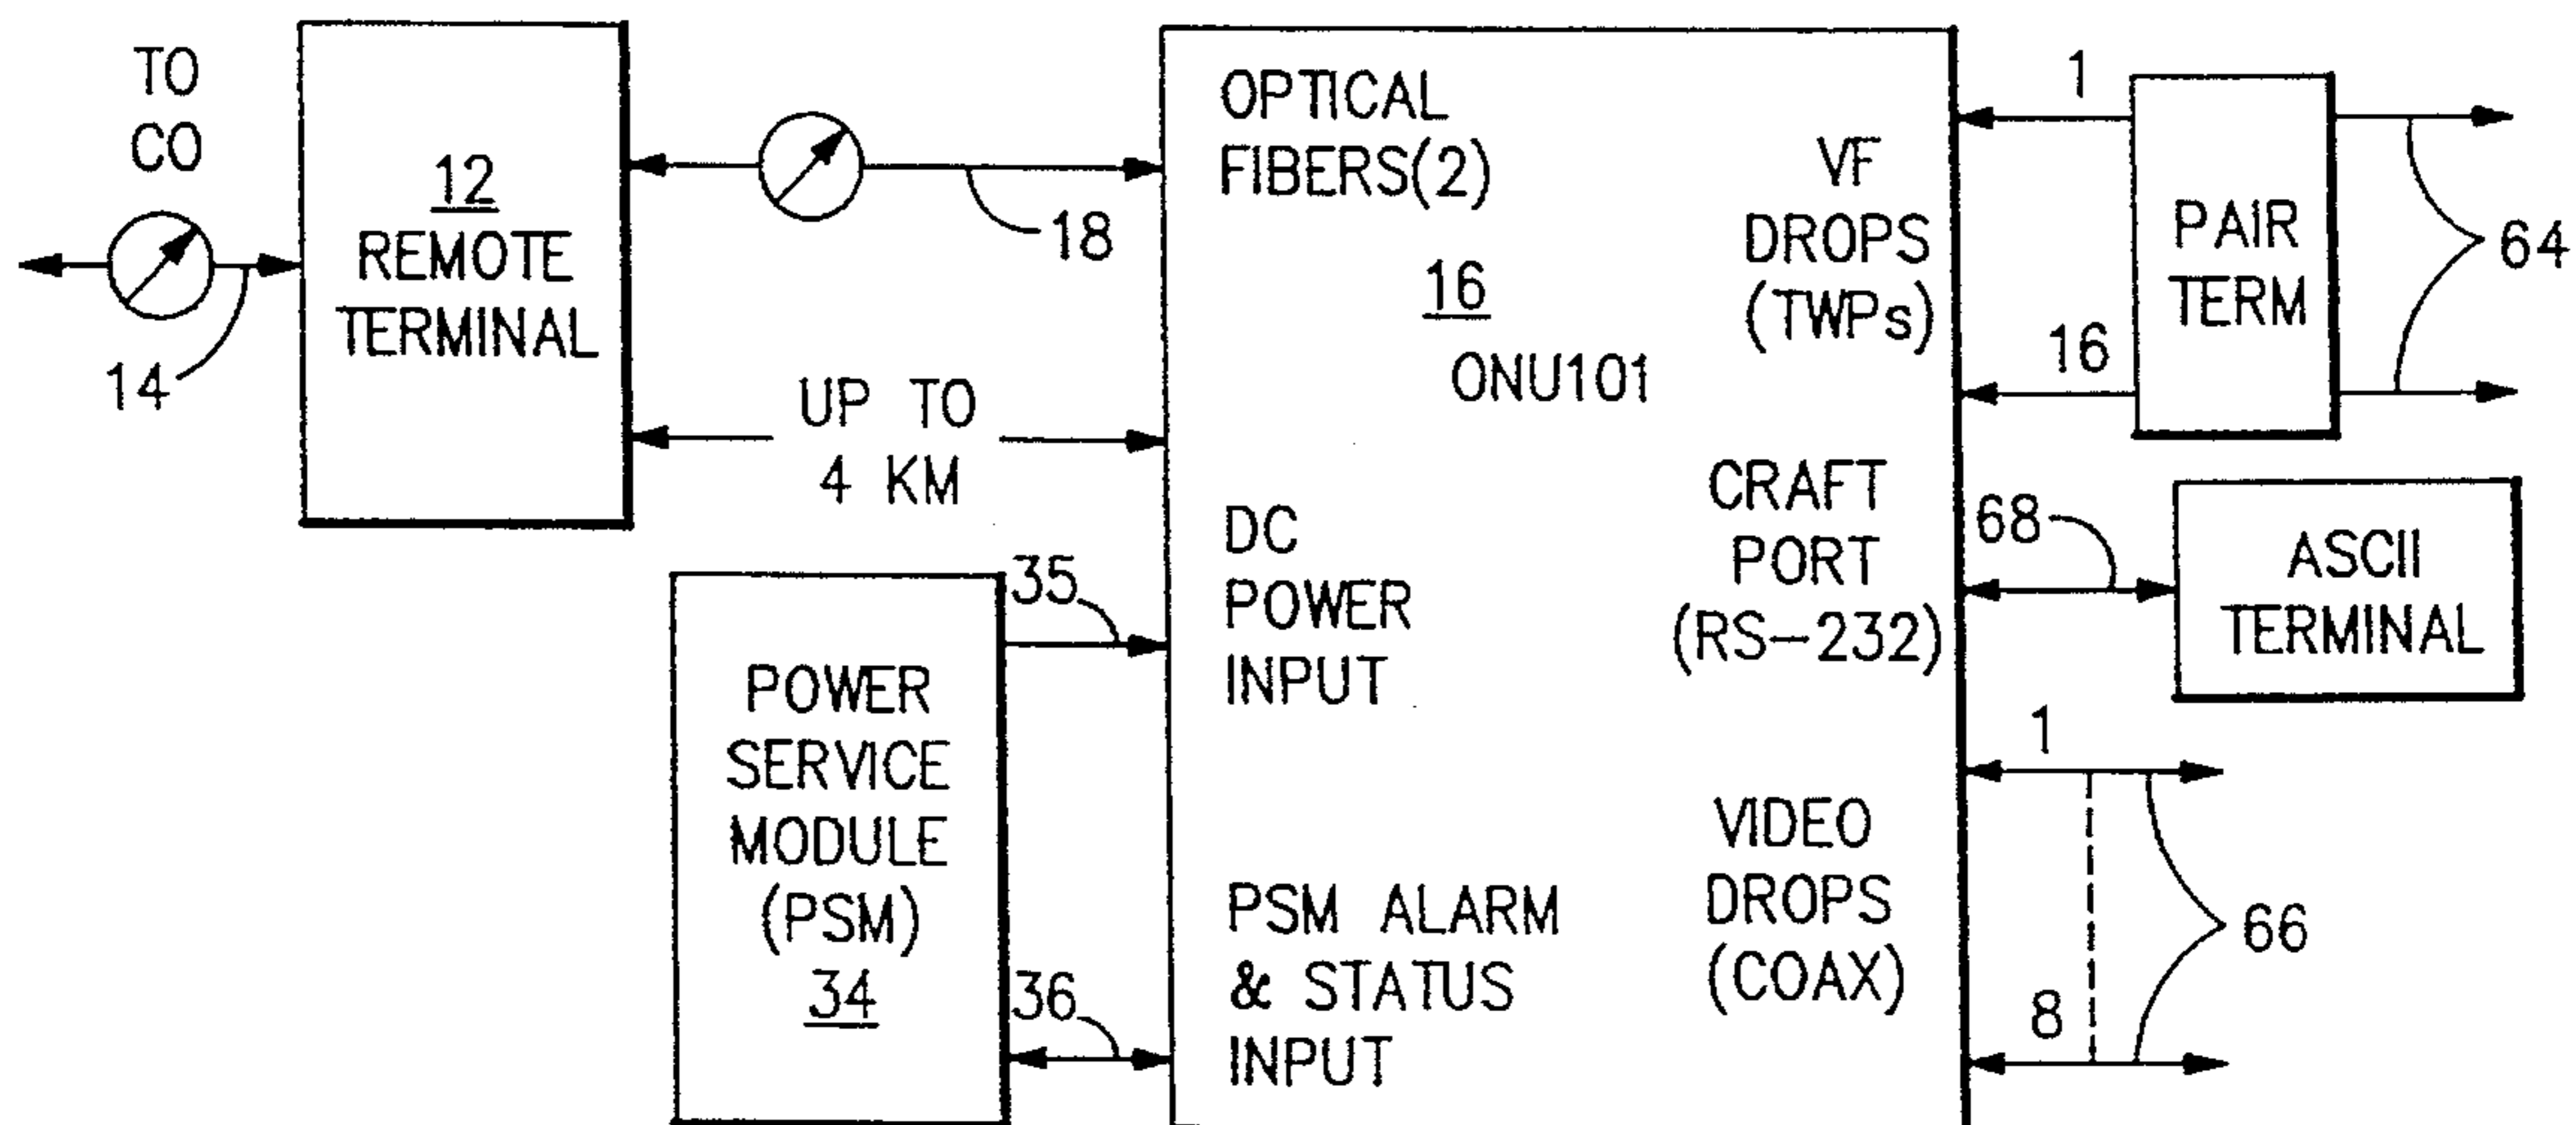 TO
CO
14
12
REMOTE
TERMINAL
18
UP TO
4 KM
OPTICAL
FIBERS(2)
16
ONU101
VF
DROPS
(TWPs)
1
16
PAIR
TERM
64
CRAFT
PORT
(RS-232)
68
ASCII
TERMINAL
DC
POWER
INPUT
35
POWER
SERVICE
MODULE
(PSM)
34
36
PSM ALARM
& STATUS
INPUT
VIDEO
DROPS
(COAX)
1
8
66